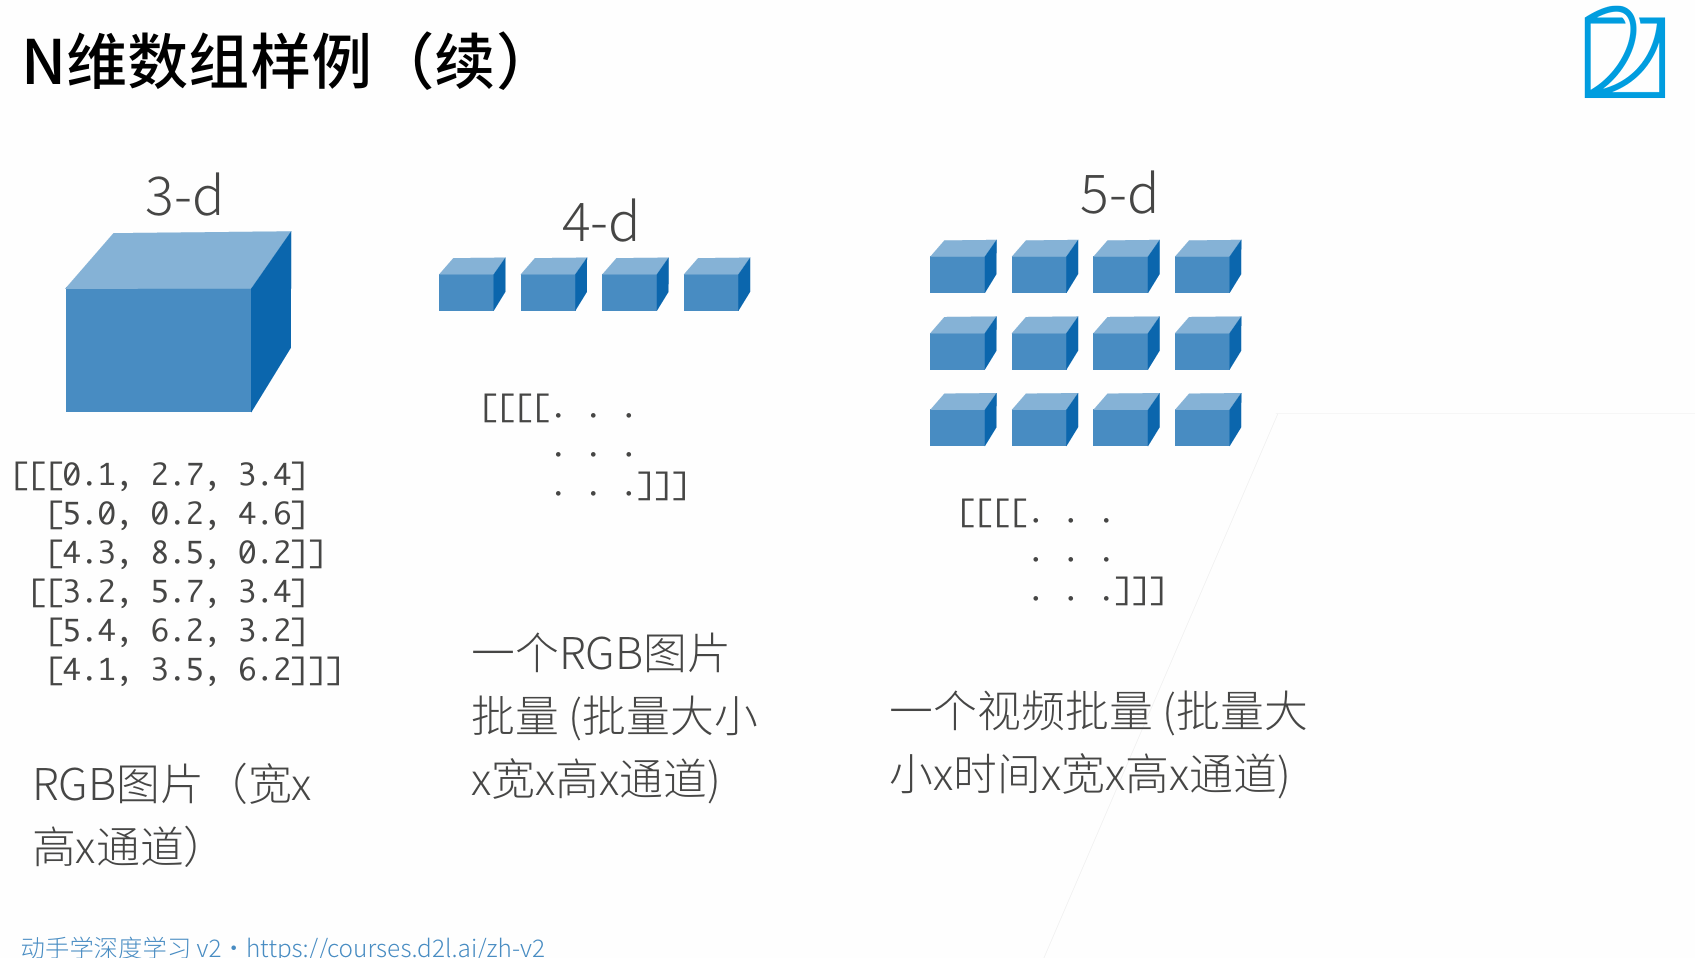 N维数组样例（续）
3-d
[[[0.1, 2.7, 3.4]
[5.0, 0.2, 4.6]
[4.3, 8.5, 0.2]]
[[3.2, 5.7, 3.4]
[5.4, 6.2, 3.2]
[4.1, 3.5, 6.2]]]
RGB图片（宽x
高x通道）
4-d
[[[[. . .
. . .
. . .]]]
一个RGB图片
批量 (批量大小
x宽x高x通道)
5-d
[[[[. . .
. . .
. . .]]]
一个视频批量 (批量大
小x时间x宽x高x通道)
动手学深度学习 v2 • https://courses.d2l.ai/zh-v2